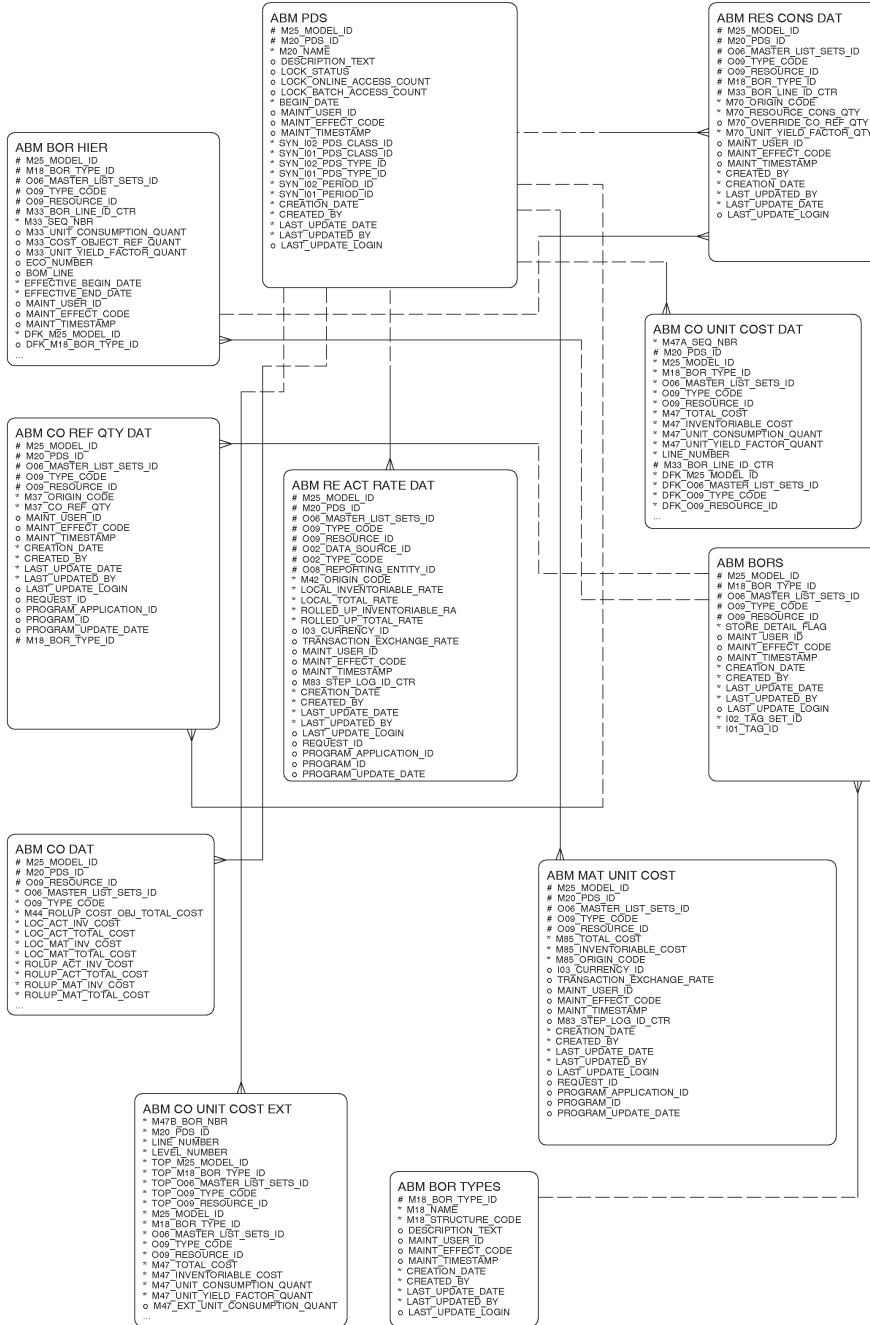 ABM PDS
# M25_MODEL_ID
# M20_PDS_ID
* M20_NAME
o DESCRIPTION_TEXT
o LOCK_STATUS
o LOCK_ONLINE_ACCESS_COUNT
o LOCK_BATCH_ACCESS_COUNT
* BEGIN_DATE
o MAINT_USER_ID
o MAINT_EFFECT_CODE
o MAINT_TIMESTAMP
* SYN_I02_PDS_CLASS_ID
* SYN_I01_PDS_CLASS_ID
* SYN_I02_PDS_TYPE_ID
* SYN_I01_PDS_TYPE_ID
* SYN_I02_PERIOD_ID
* SYN_I01_PERIOD_ID
* CREATION_DATE
* CREATED_BY
* LAST_UPDATE_DATE
* LAST_UPDATED_BY
o LAST_UPDATE_LOGIN
ABM RES CONS DAT
# M25_MODEL_ID
# M20_PDS_ID
# O06_MASTER_LIST_SETS_ID
# O09_TYPE_CODE
# O09_RESOURCE_ID
# M18_BOR_TYPE_ID
# M33_BOR_LINE_ID_CTR
* M70_ORIGIN_CODE
* M70_RESOURCE_CONS_QTY
o M70_OVERRIDE_CO_REF_QTY
* M70_UNIT_YIELD_FACTOR_QTY
o MAINT_USER_ID
o MAINT_EFFECT_CODE
o MAINT_TIMESTAMP
* CREATED_BY
* CREATION_DATE
* LAST_UPDATED_BY
* LAST_UPDATE_DATE
o LAST_UPDATE_LOGIN
ABM BOR HIER
# M25_MODEL_ID
# M18_BOR_TYPE_ID
# O06_MASTER_LIST_SETS_ID
# O09_TYPE_CODE
# O09_RESOURCE_ID
# M33_BOR_LINE_ID_CTR
* M33_SEQ_NBR
o M33_UNIT_CONSUMPTION_QUANT
o M33_COST_OBJECT_REF_QUANT
o M33_UNIT_YIELD_FACTOR_QUANT
o ECO_NUMBER
o BOM_LINE
* EFFECTIVE_BEGIN_DATE
* EFFECTIVE_END_DATE
o MAINT_USER_ID
o MAINT_EFFECT_CODE
o MAINT_TIMESTAMP
* DFK_M25_MODEL_ID
o DFK_M18_BOR_TYPE_ID
...
ABM CO UNIT COST DAT
* M47A_SEQ_NBR
# M20_PDS_ID
* M25_MODEL_ID
* M18_BOR_TYPE_ID
* O06_MASTER_LIST_SETS_ID
* O09_TYPE_CODE
* O09_RESOURCE_ID
* M47_TOTAL_COST
* M47_INVENTORIABLE_COST
* M47_UNIT_CONSUMPTION_QUANT
* M47_UNIT_YIELD_FACTOR_QUANT
* LINE_NUMBER
# M33_BOR_LINE_ID_CTR
* DFK_M25_MODEL_ID
* DFK_O06_MASTER_LIST_SETS_ID
* DFK_O09_TYPE_CODE
* DFK_O09_RESOURCE_ID
...
ABM CO REF QTY DAT
# M25_MODEL_ID
# M20_PDS_ID
# O06_MASTER_LIST_SETS_ID
# O09_TYPE_CODE
# O09_RESOURCE_ID
* M37_ORIGIN_CODE
* M37_CO_REF_QTY
o MAINT_USER_ID
o MAINT_EFFECT_CODE
o MAINT_TIMESTAMP
* CREATION_DATE
* CREATED_BY
* LAST_UPDATE_DATE
* LAST_UPDATED_BY
o LAST_UPDATE_LOGIN
o REQUEST_ID
o PROGRAM_APPLICATION_ID
o PROGRAM_ID
o PROGRAM_UPDATE_DATE
# M18_BOR_TYPE_ID
ABM RE ACT RATE DAT
# M25_MODEL_ID
# M20_PDS_ID
# O06_MASTER_LIST_SETS_ID
# O09_TYPE_CODE
# O09_RESOURCE_ID
# O02_DATA_SOURCE_ID
# O02_TYPE_CODE
# O08_REPORTING_ENTITY_ID
* M42_ORIGIN_CODE
* LOCAL_INVENTORIABLE_RATE
* LOCAL_TOTAL_RATE
* ROLLED_UP_INVENTORIABLE_RA
* ROLLED_UP_TOTAL_RATE
o I03_CURRENCY_ID
o TRANSACTION_EXCHANGE_RATE
o MAINT_USER_ID
o MAINT_EFFECT_CODE
o MAINT_TIMESTAMP
o M83_STEP_LOG_ID_CTR
* CREATION_DATE
* CREATED_BY
* LAST_UPDATE_DATE
* LAST_UPDATED_BY
o LAST_UPDATE_LOGIN
o REQUEST_ID
o PROGRAM_APPLICATION_ID
o PROGRAM_ID
o PROGRAM_UPDATE_DATE
ABM BORS
# M25_MODEL_ID
# M18_BOR_TYPE_ID
# O06_MASTER_LIST_SETS_ID
# O09_TYPE_CODE
# O09_RESOURCE_ID
* STORE_DETAIL_FLAG
o MAINT_USER_ID
o MAINT_EFFECT_CODE
o MAINT_TIMESTAMP
* CREATION_DATE
* CREATED_BY
* LAST_UPDATE_DATE
* LAST_UPDATED_BY
o LAST_UPDATE_LOGIN
* I02_TAG_SET_ID
* I01_TAG_ID
ABM CO DAT
# M25_MODEL_ID
# M20_PDS_ID
# O09_RESOURCE_ID
* O06_MASTER_LIST_SETS_ID
* O09_TYPE_CODE
* M44_ROLUP_COST_OBJ_TOTAL_COST
* LOC_ACT_INV_COST
* LOC_ACT_TOTAL_COST
* LOC_MAT_INV_COST
* LOC_MAT_TOTAL_COST
* ROLUP_ACT_INV_COST
* ROLUP_ACT_TOTAL_COST
* ROLUP_MAT_INV_COST
* ROLUP_MAT_TOTAL_COST
...
ABM MAT UNIT COST
# M25_MODEL_ID
# M20_PDS_ID
# O06_MASTER_LIST_SETS_ID
# O09_TYPE_CODE
# O09_RESOURCE_ID
* M85_TOTAL_COST
* M85_INVENTORIABLE_COST
* M85_ORIGIN_CODE
o I03_CURRENCY_ID
o TRANSACTION_EXCHANGE_RATE
o MAINT_USER_ID
o MAINT_EFFECT_CODE
o MAINT_TIMESTAMP
o M83_STEP_LOG_ID_CTR
* CREATION_DATE
* CREATED_BY
* LAST_UPDATE_DATE
* LAST_UPDATED_BY
o LAST_UPDATE_LOGIN
o REQUEST_ID
o PROGRAM_APPLICATION_ID
o PROGRAM_ID
o PROGRAM_UPDATE_DATE
ABM CO UNIT COST EXT
* M47B_BOR_NBR
* M20_PDS_ID
* LINE_NUMBER
* LEVEL_NUMBER
* TOP_M25_MODEL_ID
* TOP_M18_BOR_TYPE_ID
* TOP_O06_MASTER_LIST_SETS_ID
* TOP_O09_TYPE_CODE
* TOP_O09_RESOURCE_ID
* M25_MODEL_ID
* M18_BOR_TYPE_ID
* O06_MASTER_LIST_SETS_ID
* O09_TYPE_CODE
* O09_RESOURCE_ID
* M47_TOTAL_COST
* M47_INVENTORIABLE_COST
* M47_UNIT_CONSUMPTION_QUANT
* M47_UNIT_YIELD_FACTOR_QUANT
o M47_EXT_UNIT_CONSUMPTION_QUANT
...
ABM BOR TYPES
# M18_BOR_TYPE_ID
* M18_NAME
* M18_STRUCTURE_CODE
o DESCRIPTION_TEXT
o MAINT_USER_ID
o MAINT_EFFECT_CODE
o MAINT_TIMESTAMP
* CREATION_DATE
* CREATED_BY
* LAST_UPDATE_DATE
* LAST_UPDATED_BY
o LAST_UPDATE_LOGIN